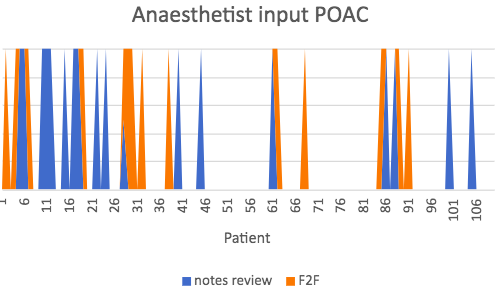 Anaesthetist input POAC
1 6 11 16 21 26 31 36 41 46 51 56 61 66 71 76 81 86 91 96 101 106
Patient
notes review F2F